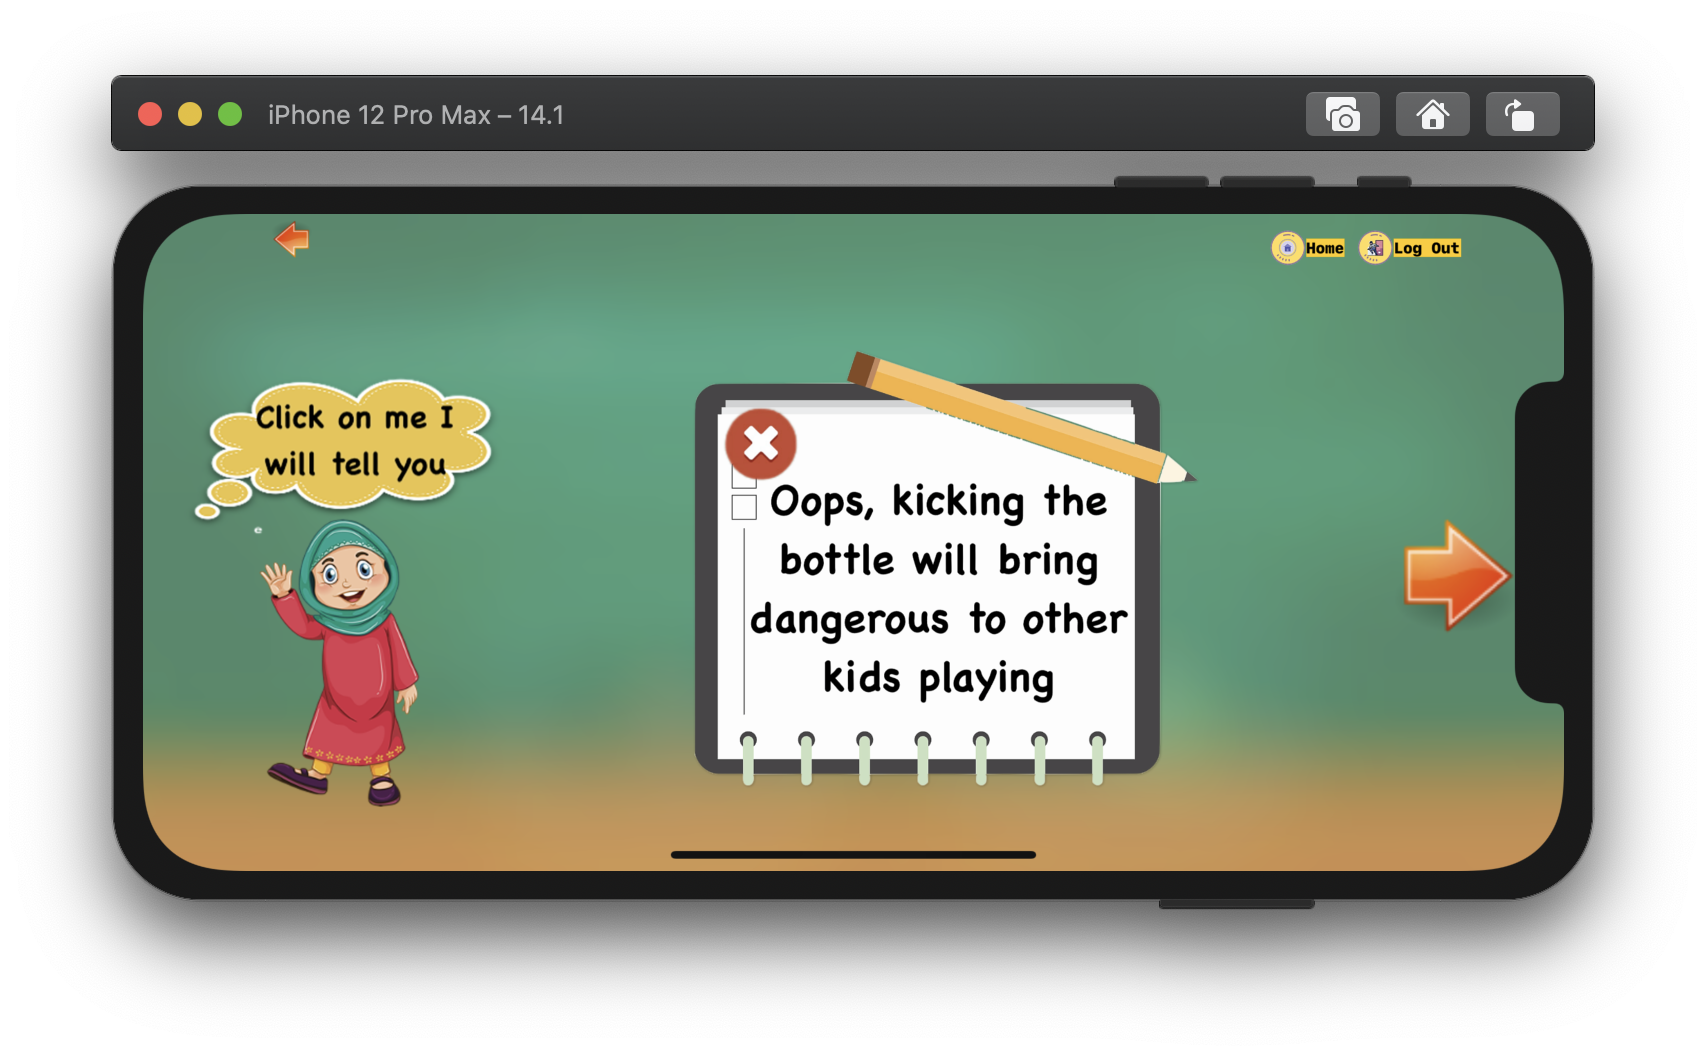 iPhone 12 Pro Max – 14.1
Home
Log Out
Click on me I
will tell you
Oops, kicking the
bottle will bring
dangerous to other
kids playing